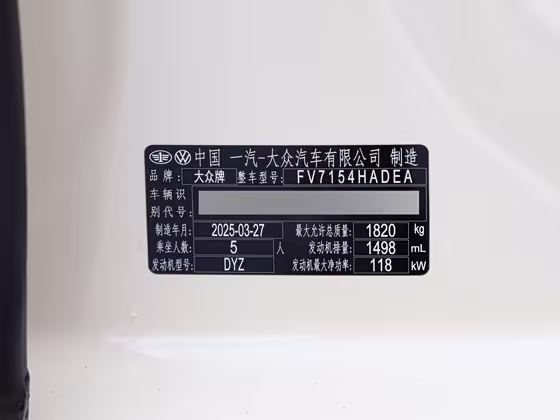 中国 一汽-大众汽车有限公司 制造
品牌: 大众牌 整车型号: FV7154HADEA
车辆识
别代号:
制造年月: 2025-03-27 最大允许总质量: 1820 kg
乘坐人数: 5 人 发动机排量: 1498 mL
发动机型号: DYZ 发动机最大净功率: 118 kW